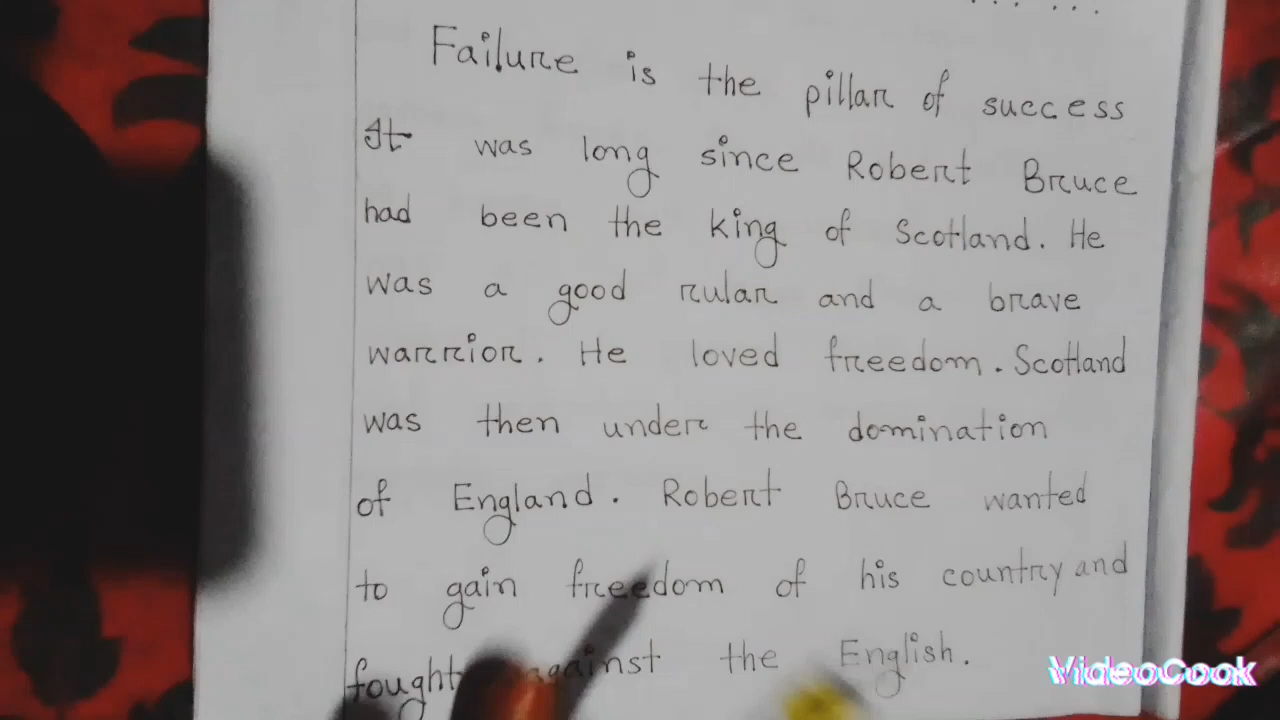 Failure is the pillar of success
It was long since Robert Bruce
had been the king of Scotland. He
was a good rular and a brave
warrior. He loved freedom. Scotland
was then under the domination
of England. Robert Bruce wanted
to gain freedom of his country and
fought against the English.
VideoCook